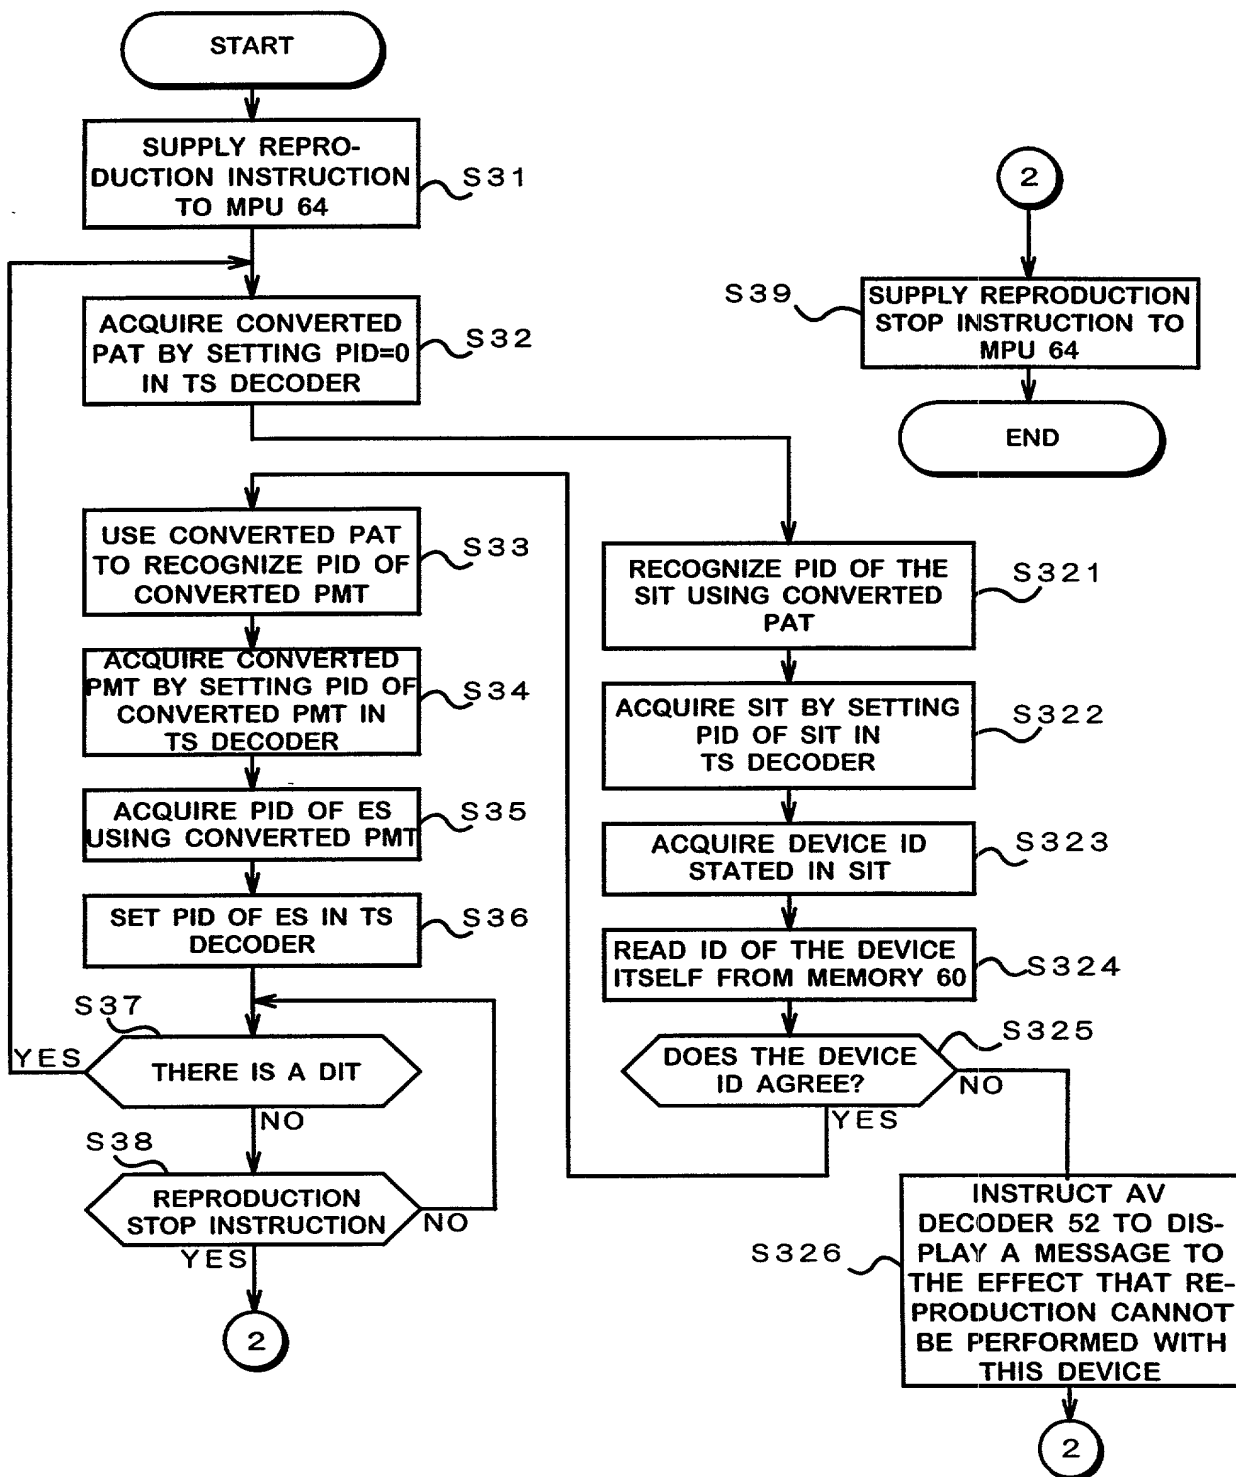 START
SUPPLY REPRO-
DUCTION INSTRUCTION
TO MPU 64
S31
ACQUIRE CONVERTED
PAT BY SETTING PID=0
IN TS DECODER
S32
USE CONVERTED PAT
TO RECOGNIZE PID OF
CONVERTED PMT
S33
ACQUIRE CONVERTED
PMT BY SETTING PID OF
CONVERTED PMT IN
TS DECODER
S34
ACQUIRE PID OF ES
USING CONVERTED PMT
S35
SET PID OF ES IN TS
DECODER
S36
S37
YES
THERE IS A DIT
NO
S38
REPRODUCTION
STOP INSTRUCTION
NO
YES
2
2
S39
SUPPLY REPRODUCTION
STOP INSTRUCTION TO
MPU 64
END
RECOGNIZE PID OF THE
SIT USING CONVERTED
PAT
S321
ACQUIRE SIT BY SETTING
PID OF SIT IN
TS DECODER
S322
ACQUIRE DEVICE ID
STATED IN SIT
S323
READ ID OF THE DEVICE
ITSELF FROM MEMORY 60
S324
S325
DOES THE DEVICE
ID AGREE?
NO
YES
S326
INSTRUCT AV
DECODER 52 TO DIS-
PLAY A MESSAGE TO
THE EFFECT THAT RE-
PRODUCTION CANNOT
BE PERFORMED WITH
THIS DEVICE
2